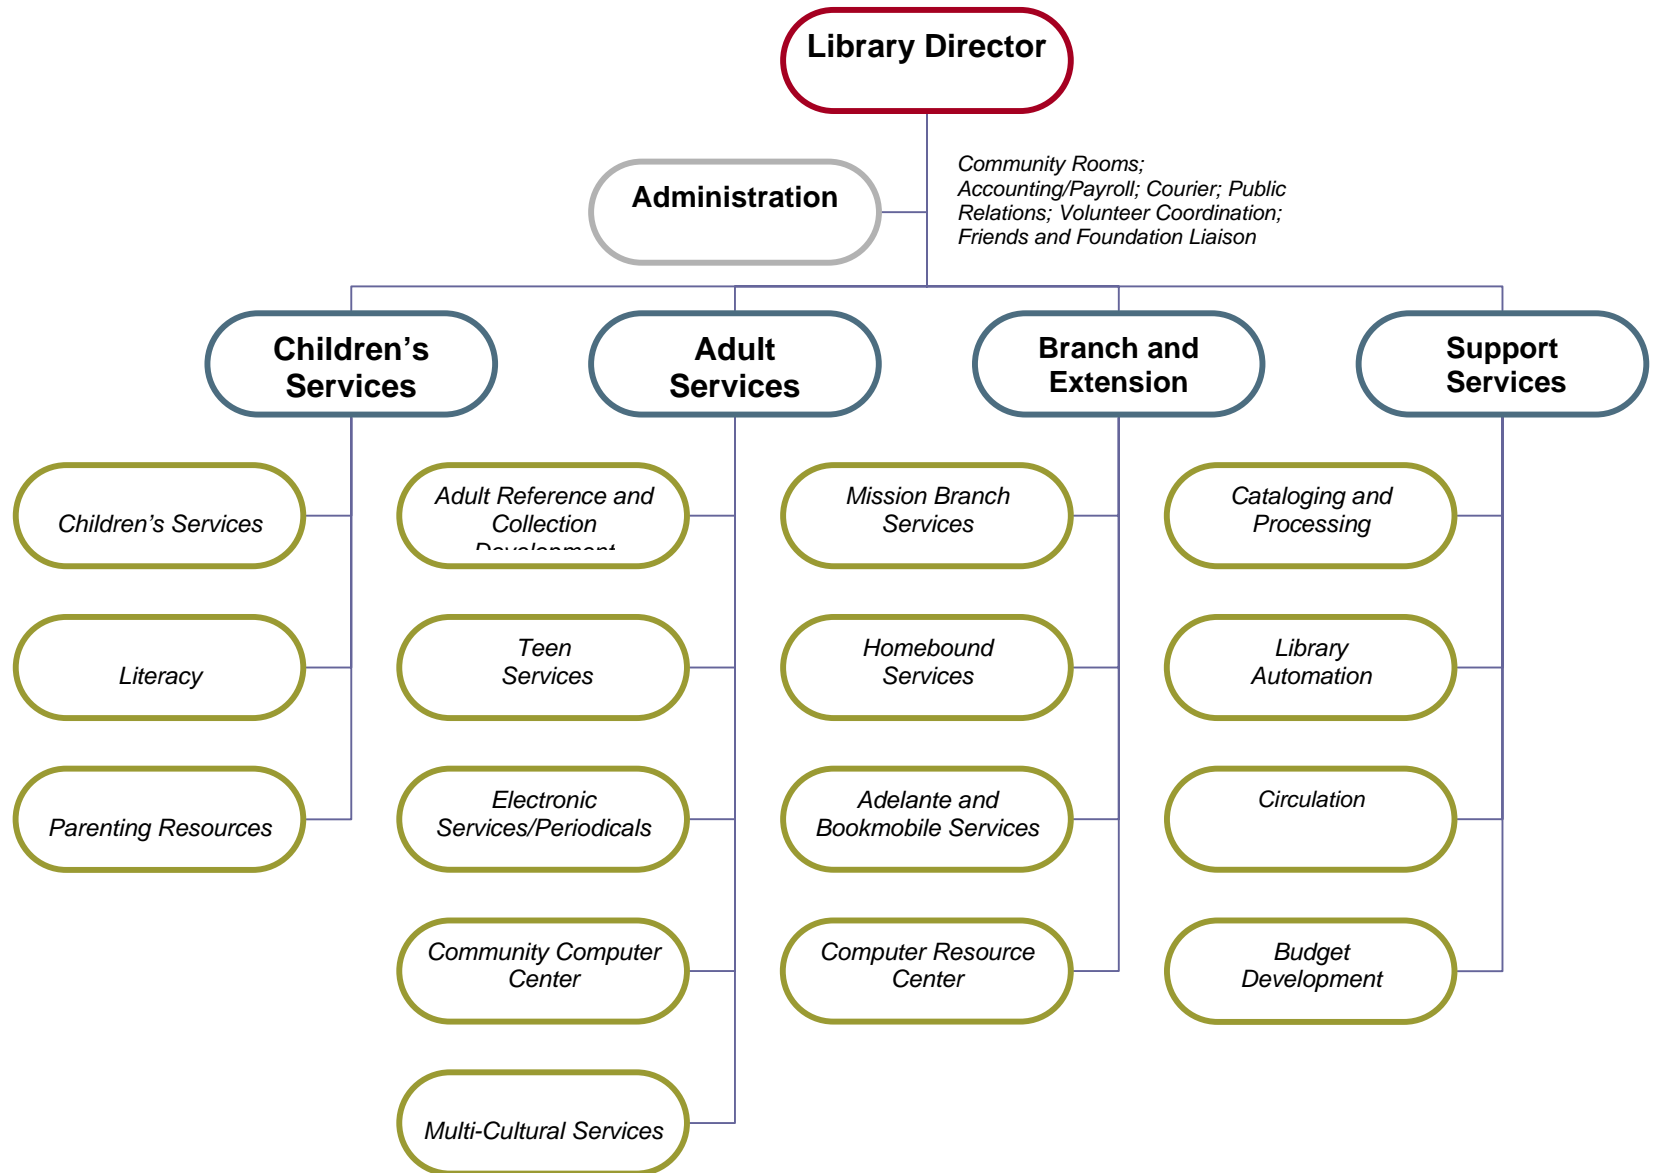 Library Director
Administration
Community Rooms;
Accounting/Payroll; Courier; Public
Relations; Volunteer Coordination;
Friends and Foundation Liaison
Children’s
Services
Adult
Services
Branch and
Extension
Support
Services
Children’s Services
Literacy
Parenting Resources
Adult Reference and
Collection
Development
Teen
Services
Electronic
Services/Periodicals
Community Computer
Center
Multi-Cultural Services
Mission Branch
Services
Homebound
Services
Adelante and
Bookmobile Services
Computer Resource
Center
Cataloging and
Processing
Library
Automation
Circulation
Budget
Development